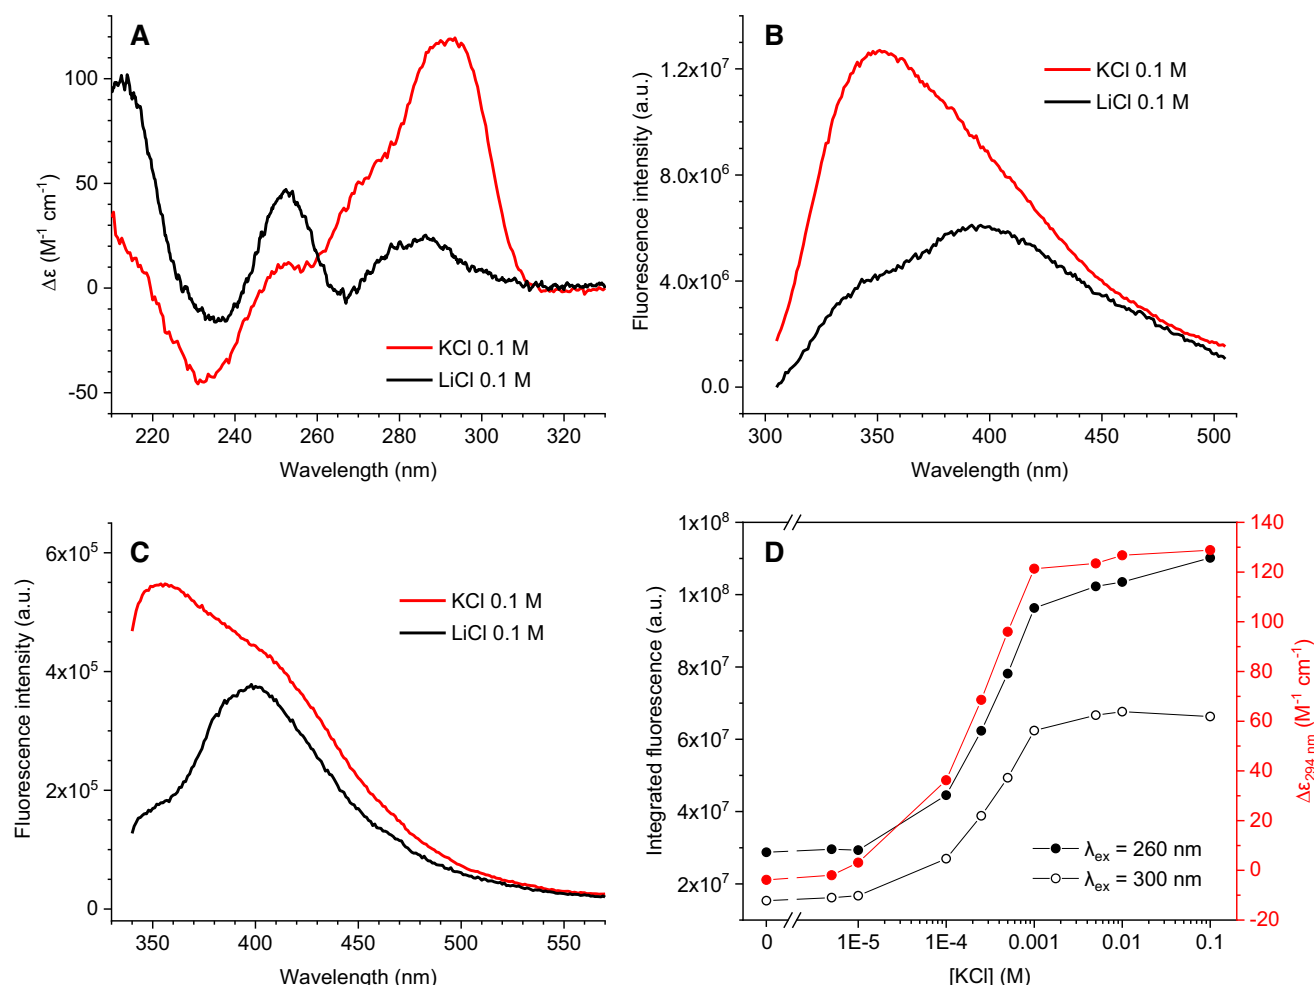 A
100
50
0
-50
Δε (M⁻¹ cm⁻¹)
KCl 0.1 M
LiCl 0.1 M
220 240 260 280 300 320
Wavelength (nm)
B
1.2x10⁷
8.0x10⁶
4.0x10⁶
0.0
Fluorescence intensity (a.u.)
KCl 0.1 M
LiCl 0.1 M
300 350 400 450 500
Wavelength (nm)
C
6x10⁵
4x10⁵
2x10⁵
0
Fluorescence intensity (a.u.)
KCl 0.1 M
LiCl 0.1 M
350 400 450 500 550
Wavelength (nm)
D
1x10⁸
1x10⁸
8x10⁷
6x10⁷
4x10⁷
2x10⁷
Integrated fluorescence (a.u.)
140
120
100
80
60
40
20
0
-20
Δε₂₉₄ ₙₘ (M⁻¹ cm⁻¹)
λₑₓ = 260 nm
λₑₓ = 300 nm
0 1E-5 1E-4 0.001 0.01 0.1
[KCl] (M)